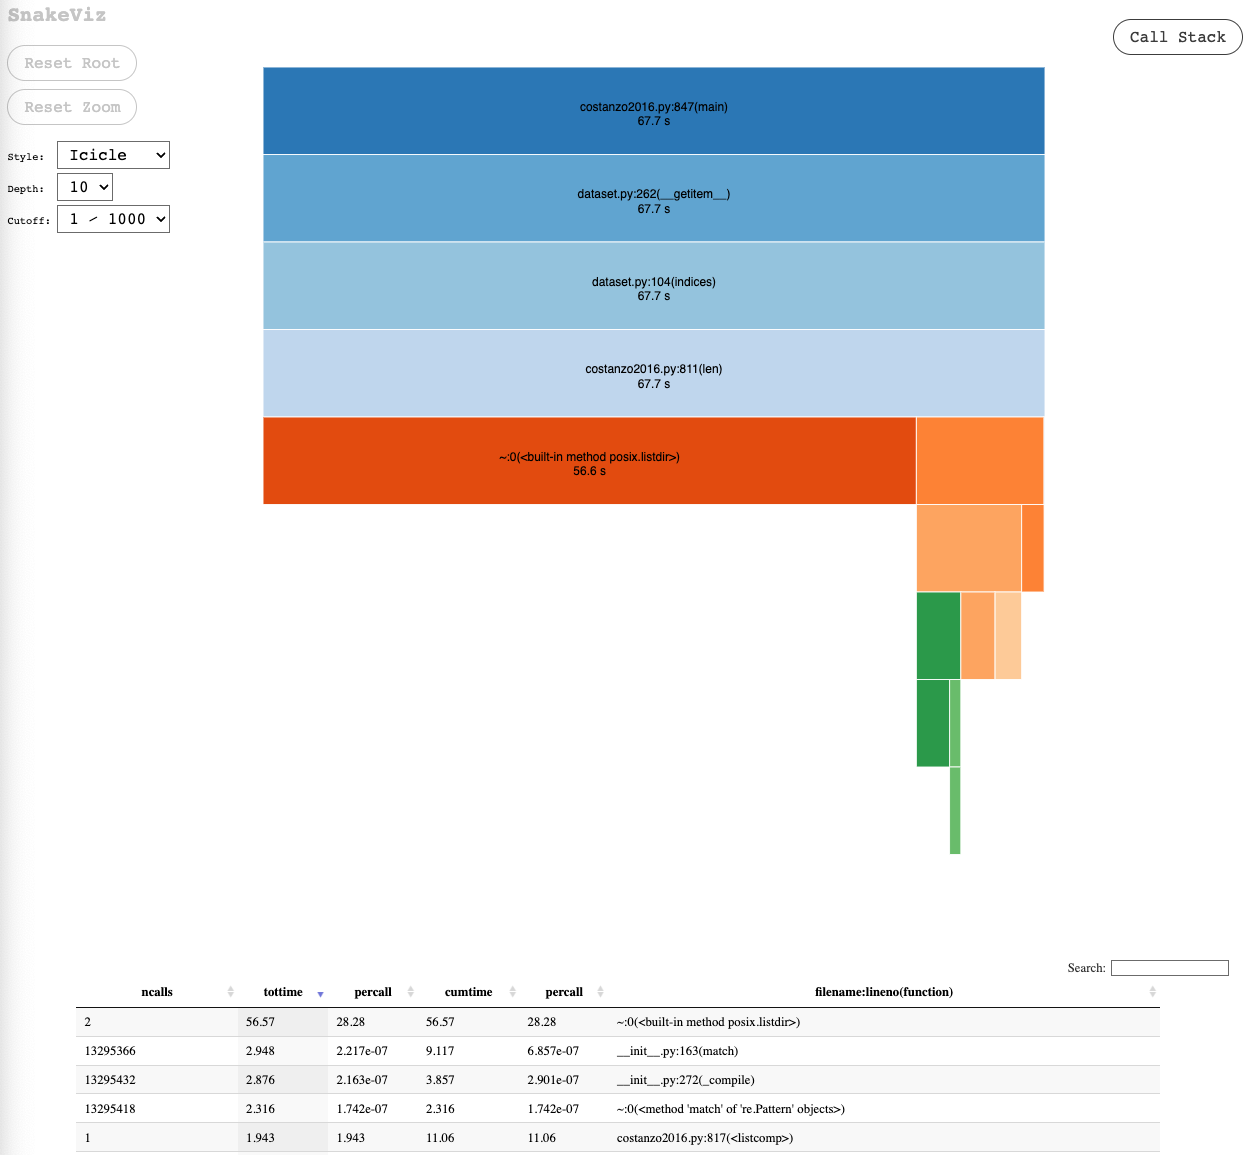 SnakeViz
Call Stack
Reset Root
Reset Zoom
Style: Icicle
Depth: 10
Cutoff: 1 / 1000
costanzo2016.py:847(main)
67.7 s
dataset.py:262(__getitem__)
67.7 s
dataset.py:104(indices)
67.7 s
costanzo2016.py:811(len)
67.7 s
~:0(<built-in method posix.listdir>)
56.6 s
Search:
ncalls tottime percall cumtime percall filename:lineno(function)
2 56.57 28.28 56.57 28.28 ~:0(<built-in method posix.listdir>)
13295366 2.948 2.217e-07 9.117 6.857e-07 __init__.py:163(match)
13295432 2.876 2.163e-07 3.857 2.901e-07 __init__.py:272(_compile)
13295418 2.316 1.742e-07 2.316 1.742e-07 ~:0(<method 'match' of 're.Pattern' objects>)
1 1.943 1.943 11.06 11.06 costanzo2016.py:817(<listcomp>)